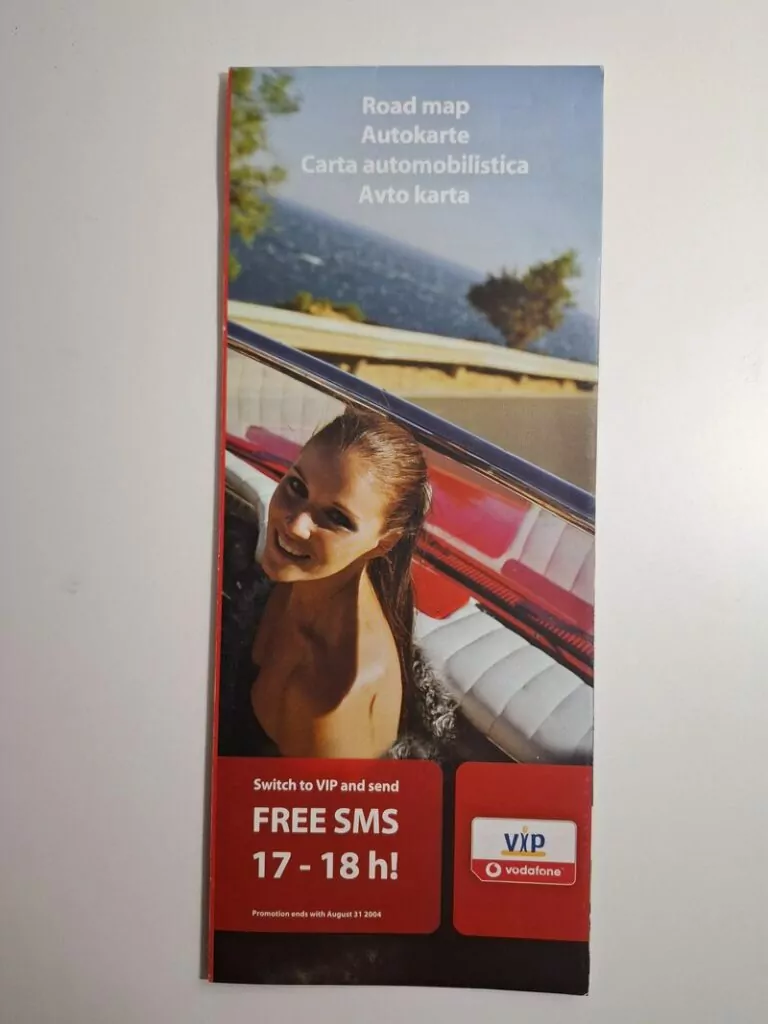 Road map
Autokarte
Carta automobilistica
Avto karta
Switch to VIP and send
FREE SMS
17 - 18 h!
Promotion ends with August 31 2004
VIP
vodafone